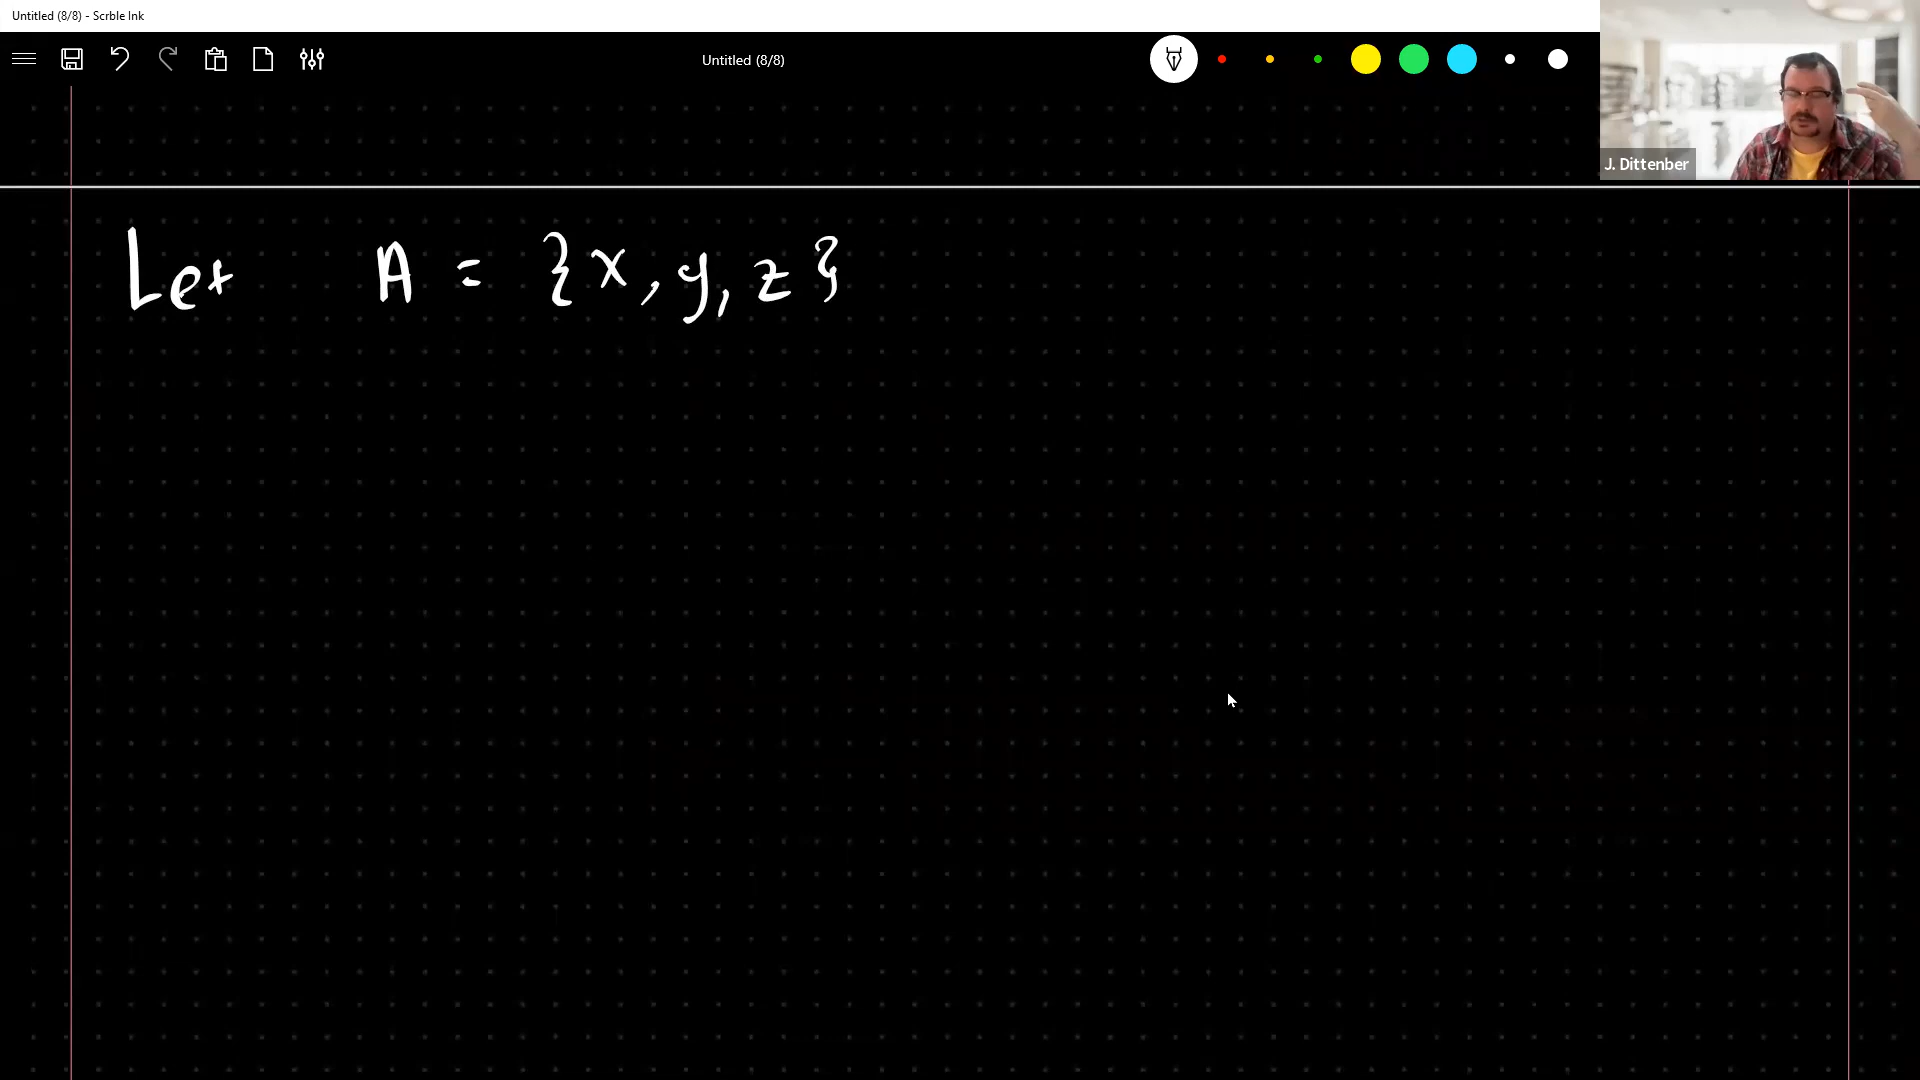 Untitled (8/8) - Scrble Ink
Untitled (8/8)
J. Dittenber
Let A = {x, y, z}